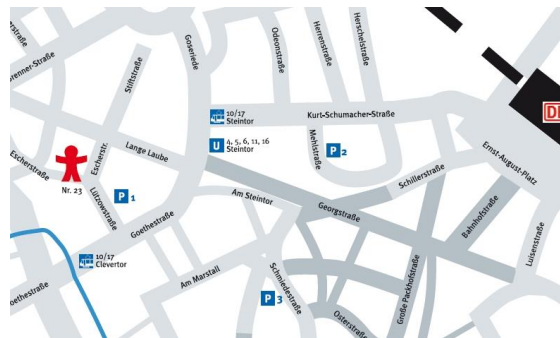 Goseriede
Odeonstraße
Herrenstraße
Herschelstraße
Stiftstraße
10/17
Steintor
Kurt-Schumacher-Straße
U
4, 5, 6, 11, 16
Steintor
Mehlstraße
P 2
Escherstr.
Lange Laube
Escherstraße
Nr. 23
P 1
Lützowstraße
Goethestraße
Am Steintor
Georgstraße
Schillerstraße
Ernst-August-Platz
Bahnhofstraße
Luisenstraße
10/17
Clevertor
Am Marstall
Schmiedestraße
P 3
Osterstraße
Große Packhofstraße